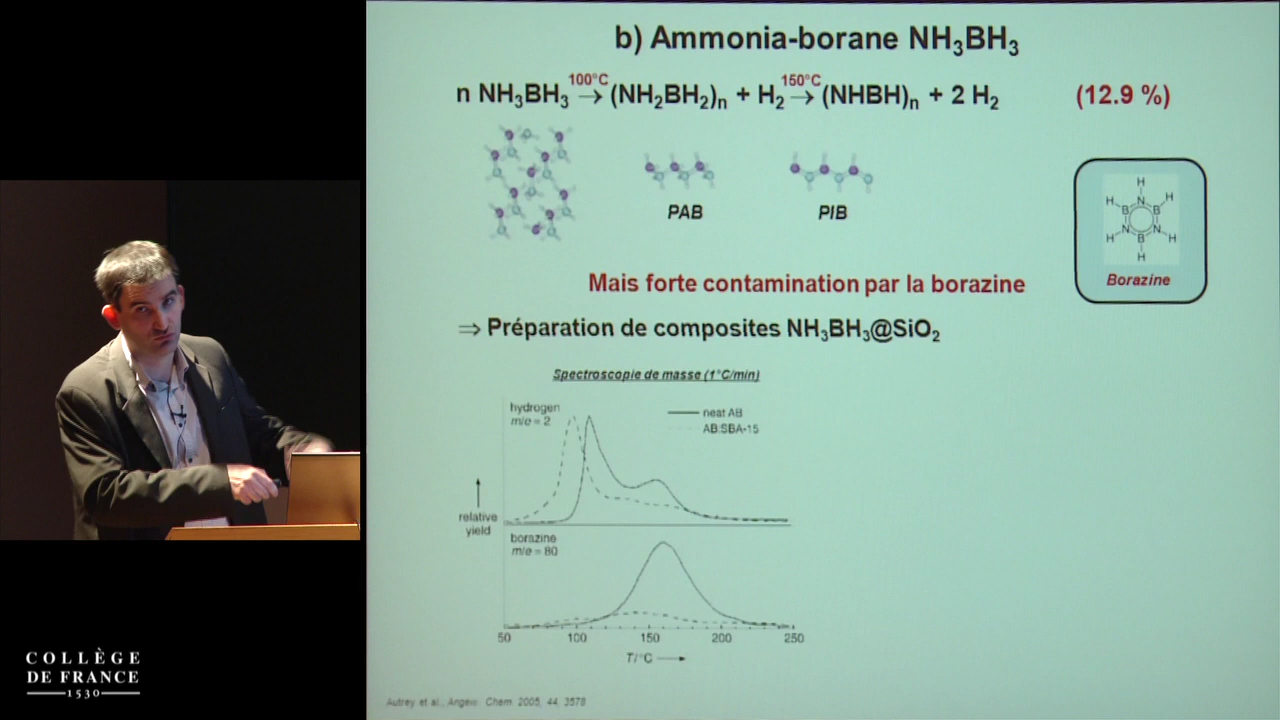 b) Ammonia-borane NH₃BH₃
n NH₃BH₃ 100°C → (NH₂BH₂)ₙ + H₂ 150°C → (NHBH)ₙ + 2 H₂ (12.9 %)
PAB
PIB
H
H B N B H
H N B N H
H
Borazine
Mais forte contamination par la borazine
⇒ Préparation de composites NH₃BH₃@SiO₂
Spectroscopie de masse (1°C/min)
hydrogen
m/e = 2
neat AB
AB:SBA-15
relative
yield
borazine
m/e = 80
50 100 150 200 250
T/°C
Autrey et al., Angew. Chem. 2005, 44, 3578
COLLÈGE
DE FRANCE
1530